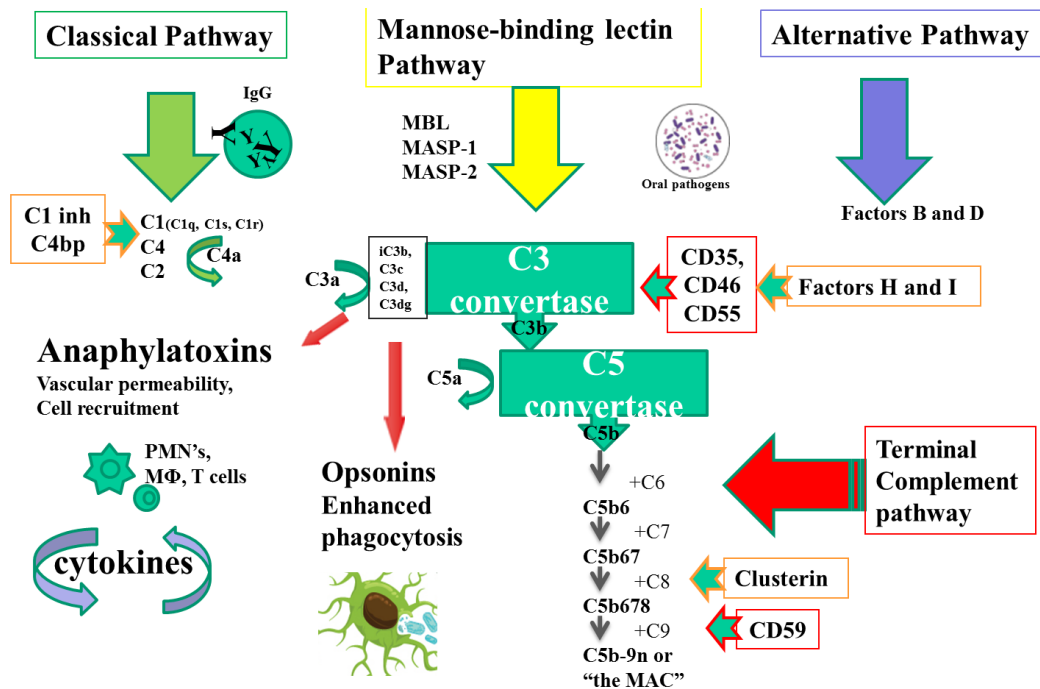 Classical Pathway
Mannose-binding lectin
Pathway
Alternative Pathway
IgG
MBL
MASP-1
MASP-2
Oral pathogens
Factors B and D
C1 inh
C4bp
C1(C1q, C1s, C1r)
C4
C2
C4a
C3a
iC3b,
C3c
C3d,
C3dg
C3
convertase
CD35,
CD46
CD55
Factors H and I
C3b
Anaphylatoxins
Vascular permeability,
Cell recruitment
C5a
C5
convertase
C5b
PMN’s,
MΦ, T cells
cytokines
Opsonins
Enhanced
phagocytosis
Terminal
Complement
pathway
+C6
C5b6
+C7
C5b67
+C8
Clusterin
C5b678
+C9
CD59
C5b-9n or
“the MAC”